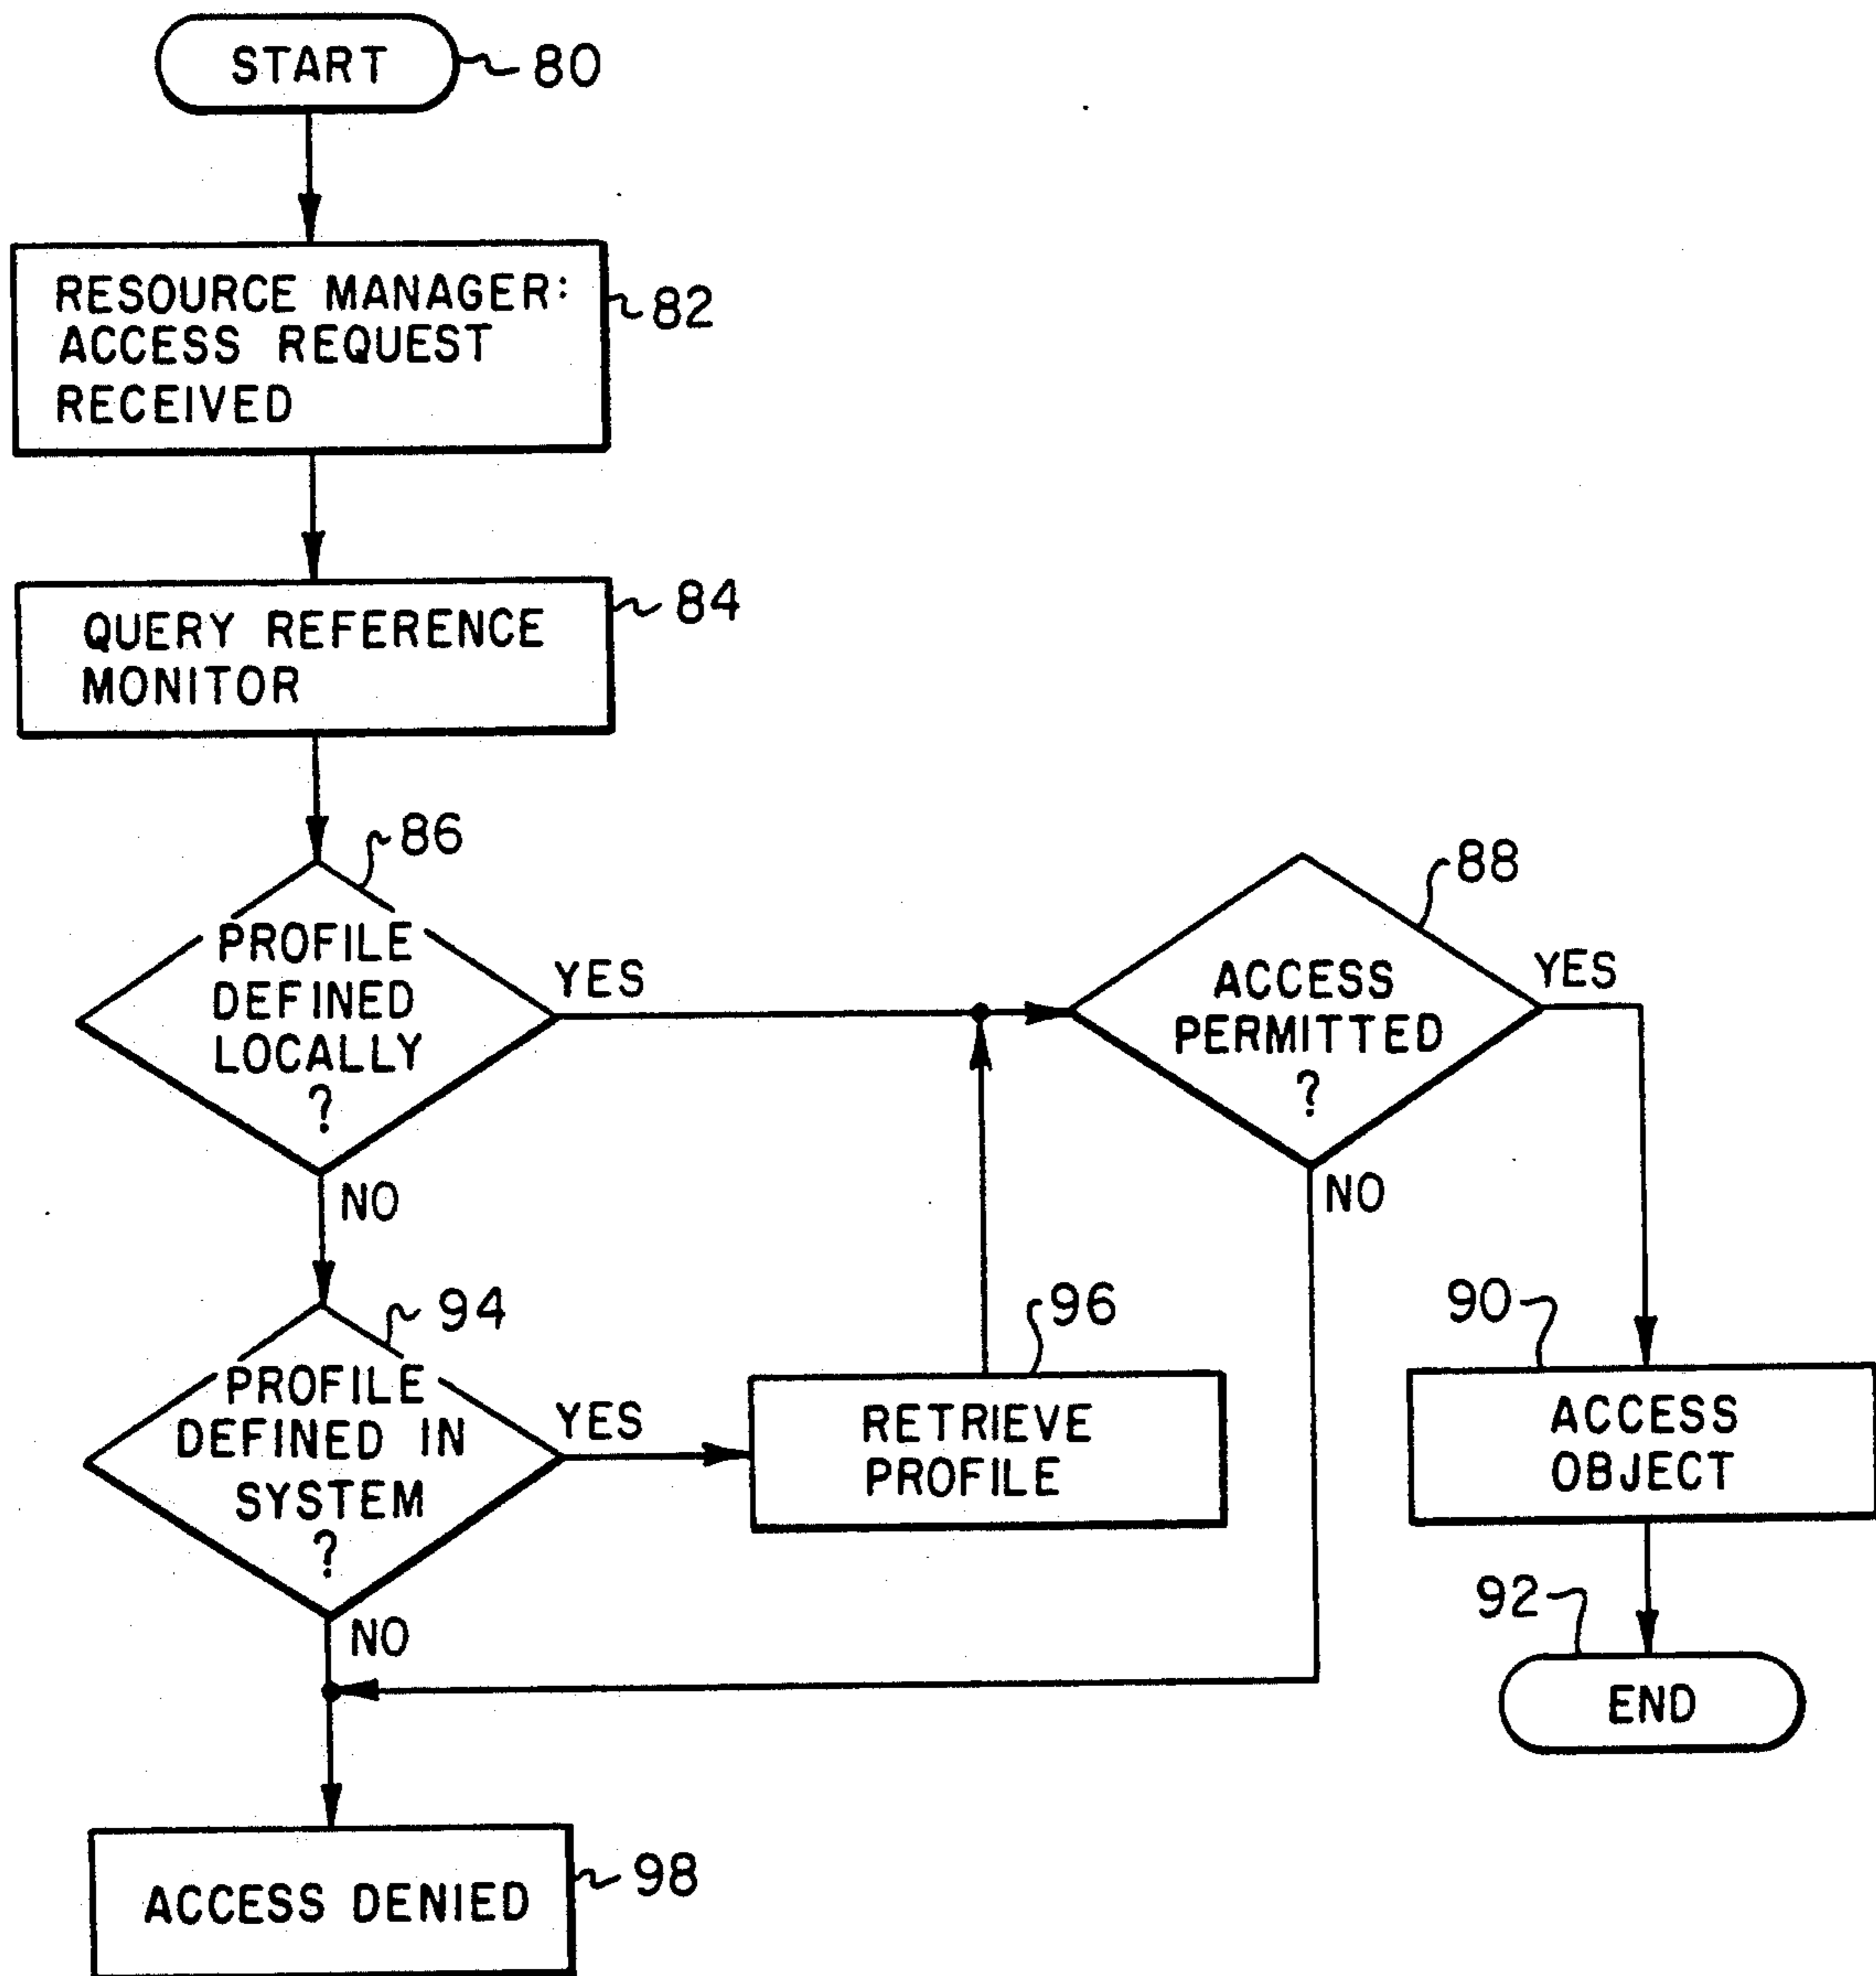 START
80
RESOURCE MANAGER:
ACCESS REQUEST
RECEIVED
82
QUERY REFERENCE
MONITOR
84
86
PROFILE
DEFINED
LOCALLY
?
YES
NO
88
ACCESS
PERMITTED
?
YES
NO
94
PROFILE
DEFINED IN
SYSTEM
?
YES
NO
96
RETRIEVE
PROFILE
90
ACCESS
OBJECT
92
END
ACCESS DENIED
98